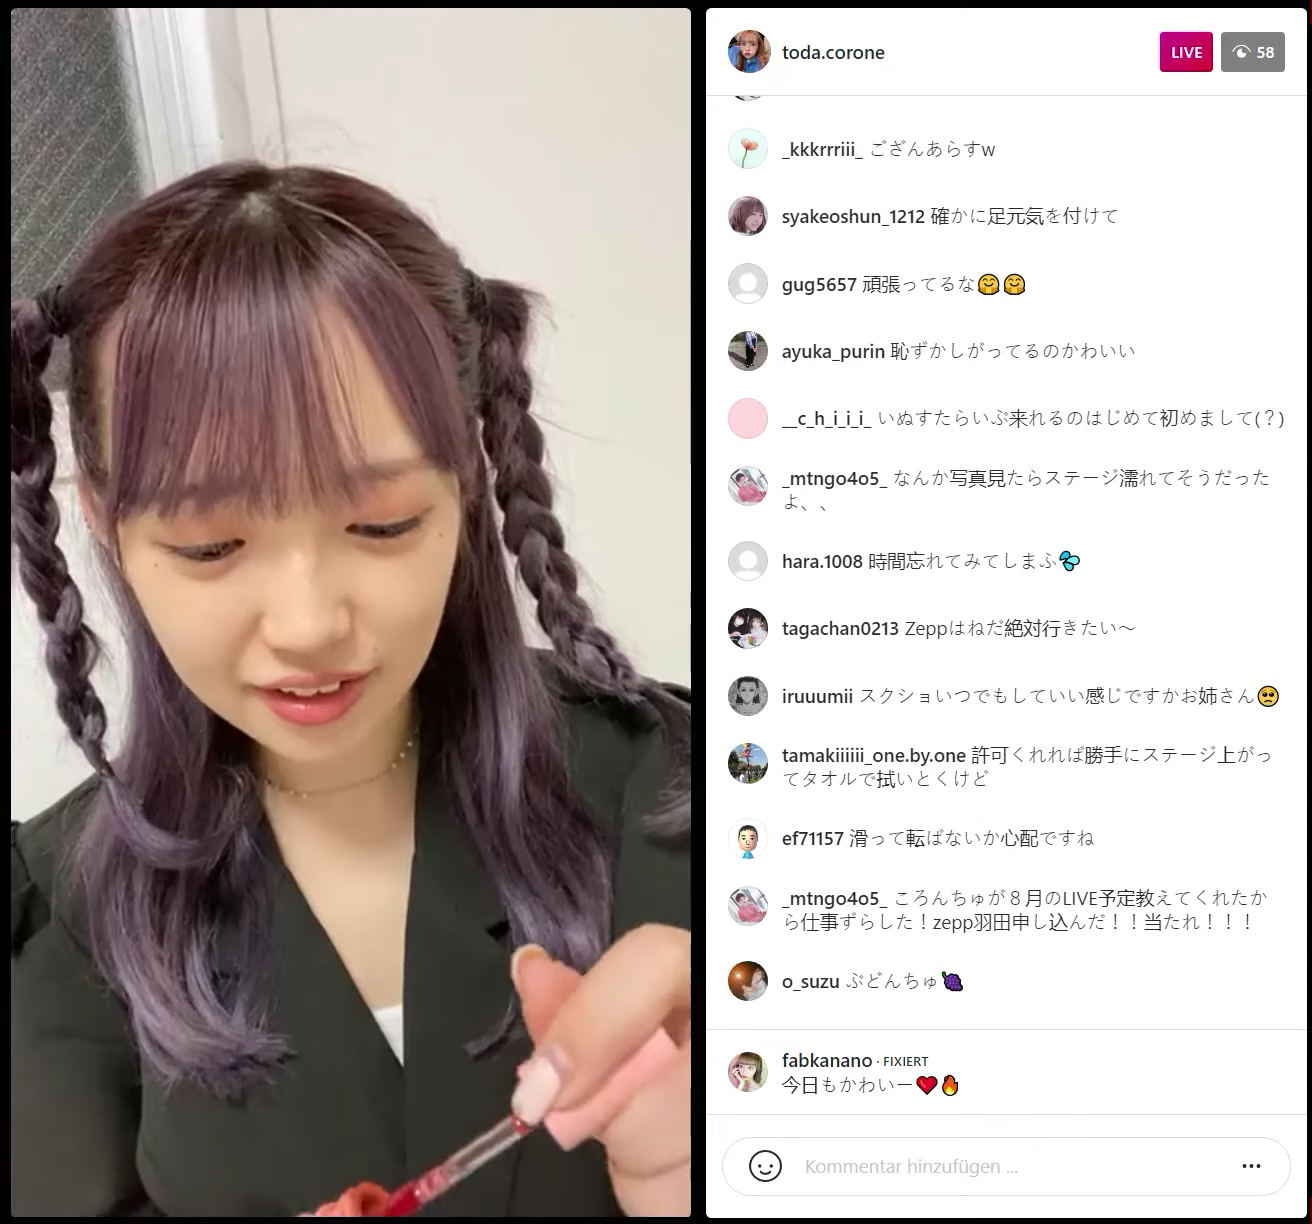 toda.corone
LIVE
58
_kkkrrriii_ ござんあらすw
syakeoshun_1212 確かに足元気を付けて
gug5657 頑張ってるな🤗🤗
ayuka_purin 恥ずかしがってるのかわいい
__c_h_i_i_i_ いぬすたらいぶ来れるのはじめて初めまして(？)
_mtngo4o5_ なんか写真見たらステージ濡れてそうだった
よ、、
hara.1008 時間忘れてみてしまふ💦
tagachan0213 Zeppはねだ絶対行きたい〜
iruuumii スクショいつでもしていい感じですかお姉さん🥺
tamakiiiiii_one.by.one 許可くれれば勝手にステージ上がっ
てタオルで拭いとくけど
ef71157 滑って転ばないか心配ですね
_mtngo4o5_ ころんちゅが８月のLIVE予定教えてくれたか
ら仕事ずらした！zepp羽田申し込んだ！！当たれ！！！
o_suzu ぶどんちゅ🍇
fabkanano · FIXIERT
今日もかわいー❤️🔥
Kommentar hinzufügen ...